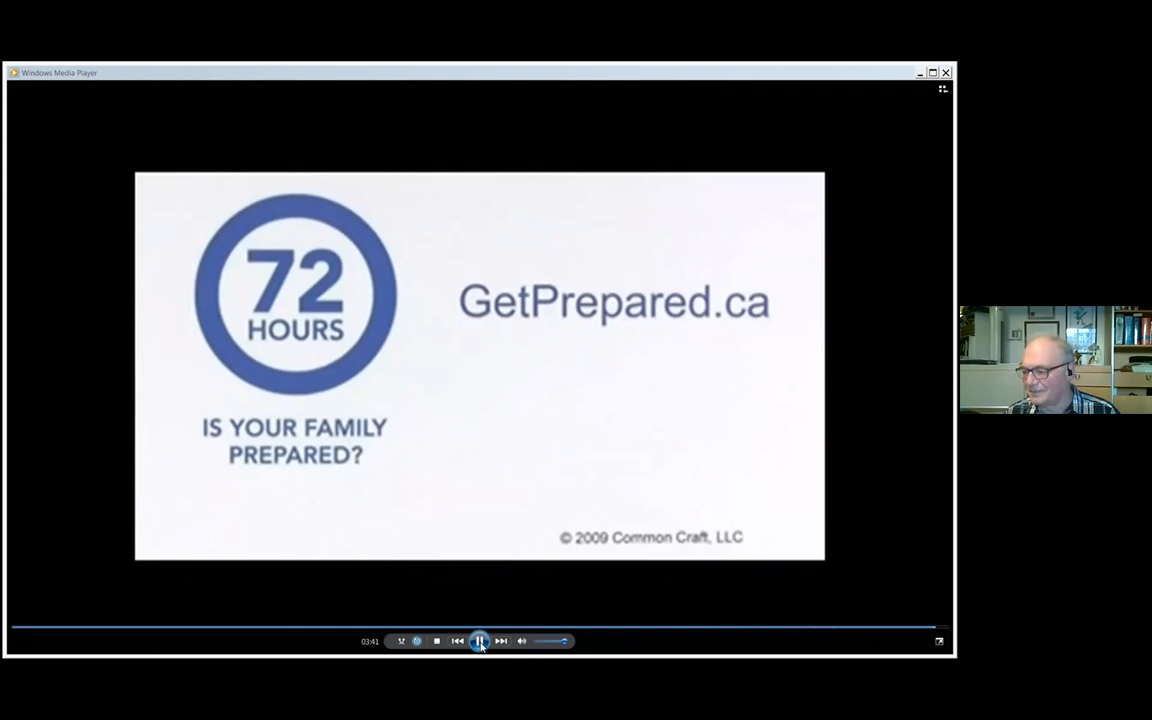 Windows Media Player
72
HOURS
IS YOUR FAMILY
PREPARED?
GetPrepared.ca
© 2009 Common Craft, LLC
03:41